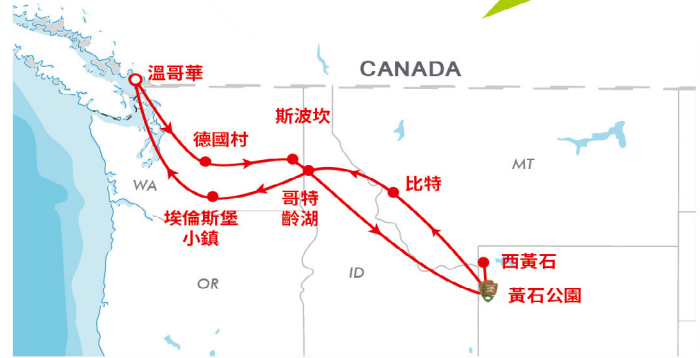 CANADA
溫哥華
斯波坎
德國村
MT
比特
WA
哥特
齡湖
埃倫斯堡
小鎮
西黃石
ID
OR
黃石公園